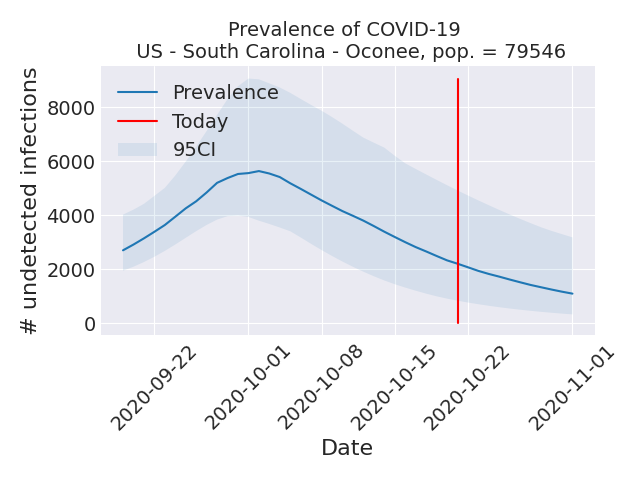 Prevalence of COVID-19
US - South Carolina - Oconee, pop. = 79546
# undetected infections
8000
6000
4000
2000
0
Prevalence
Today
95CI
2020-09-22
2020-10-01
2020-10-08
2020-10-15
2020-10-22
2020-11-01
Date